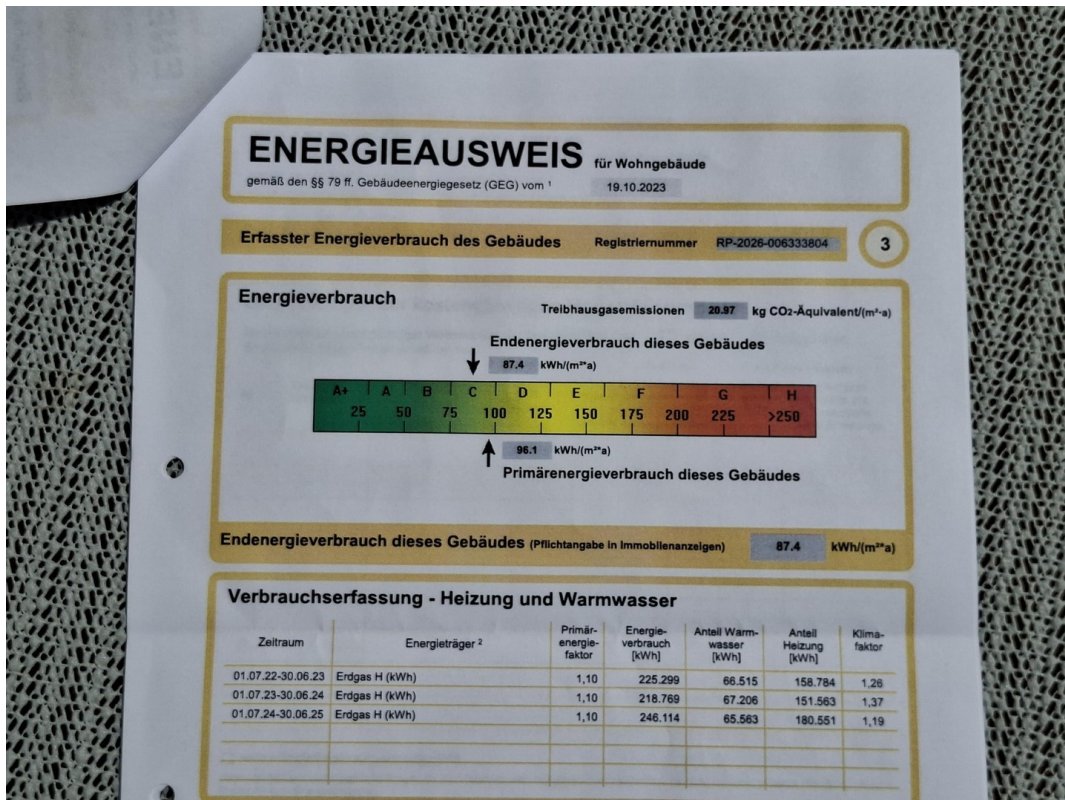 ENERGIEAUSWEIS für Wohngebäude
gemäß den §§ 79 ff. Gebäudeenergiegesetz (GEG) vom ¹ 19.10.2023
Erfasster Energieverbrauch des Gebäudes Registriernummer RP-2026-006333804 3
Energieverbrauch
Treibhausgasemissionen 20.97 kg CO2-Äquivalent/(m²·a)
Endenergieverbrauch dieses Gebäudes
87.4 kWh/(m²*a)
A+ A B C D E F G H
25 50 75 100 125 150 175 200 225 >250
96.1 kWh/(m²*a)
Primärenergieverbrauch dieses Gebäudes
Endenergieverbrauch dieses Gebäudes (Pflichtangabe in Immobilenanzeigen) 87.4 kWh/(m²*a)
Verbrauchserfassung - Heizung und Warmwasser
Zeitraum Energieträger ² Primär-energie-faktor Energie-verbrauch [kWh] Anteil Warm-wasser [kWh] Anteil Heizung [kWh] Klima-faktor
01.07.22-30.06.23 Erdgas H (kWh) 1,10 225.299 66.515 158.784 1,26
01.07.23-30.06.24 Erdgas H (kWh) 1,10 218.769 67.206 151.563 1,37
01.07.24-30.06.25 Erdgas H (kWh) 1,10 246.114 65.563 180.551 1,19